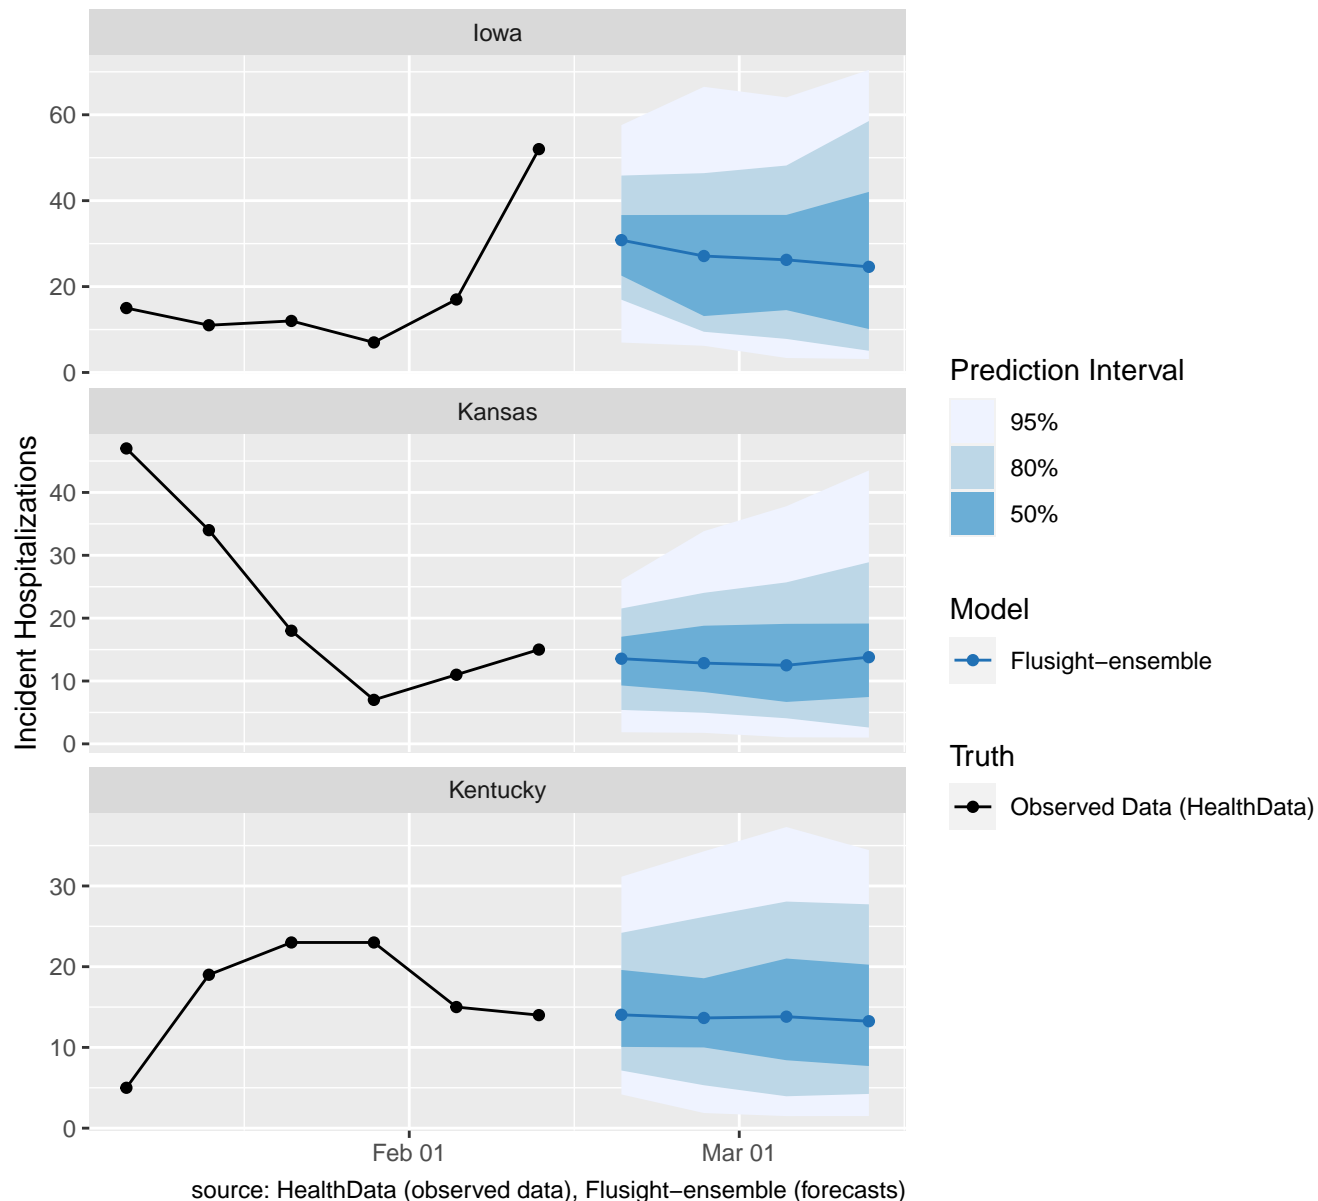 Iowa
60
40
20
0
Kansas
40
30
20
10
0
Kentucky
30
20
10
0
Feb 01
Mar 01
Incident Hospitalizations
source: HealthData (observed data), Flusight−ensemble (forecasts)
Prediction Interval
95%
80%
50%
Model
Flusight−ensemble
Truth
Observed Data (HealthData)